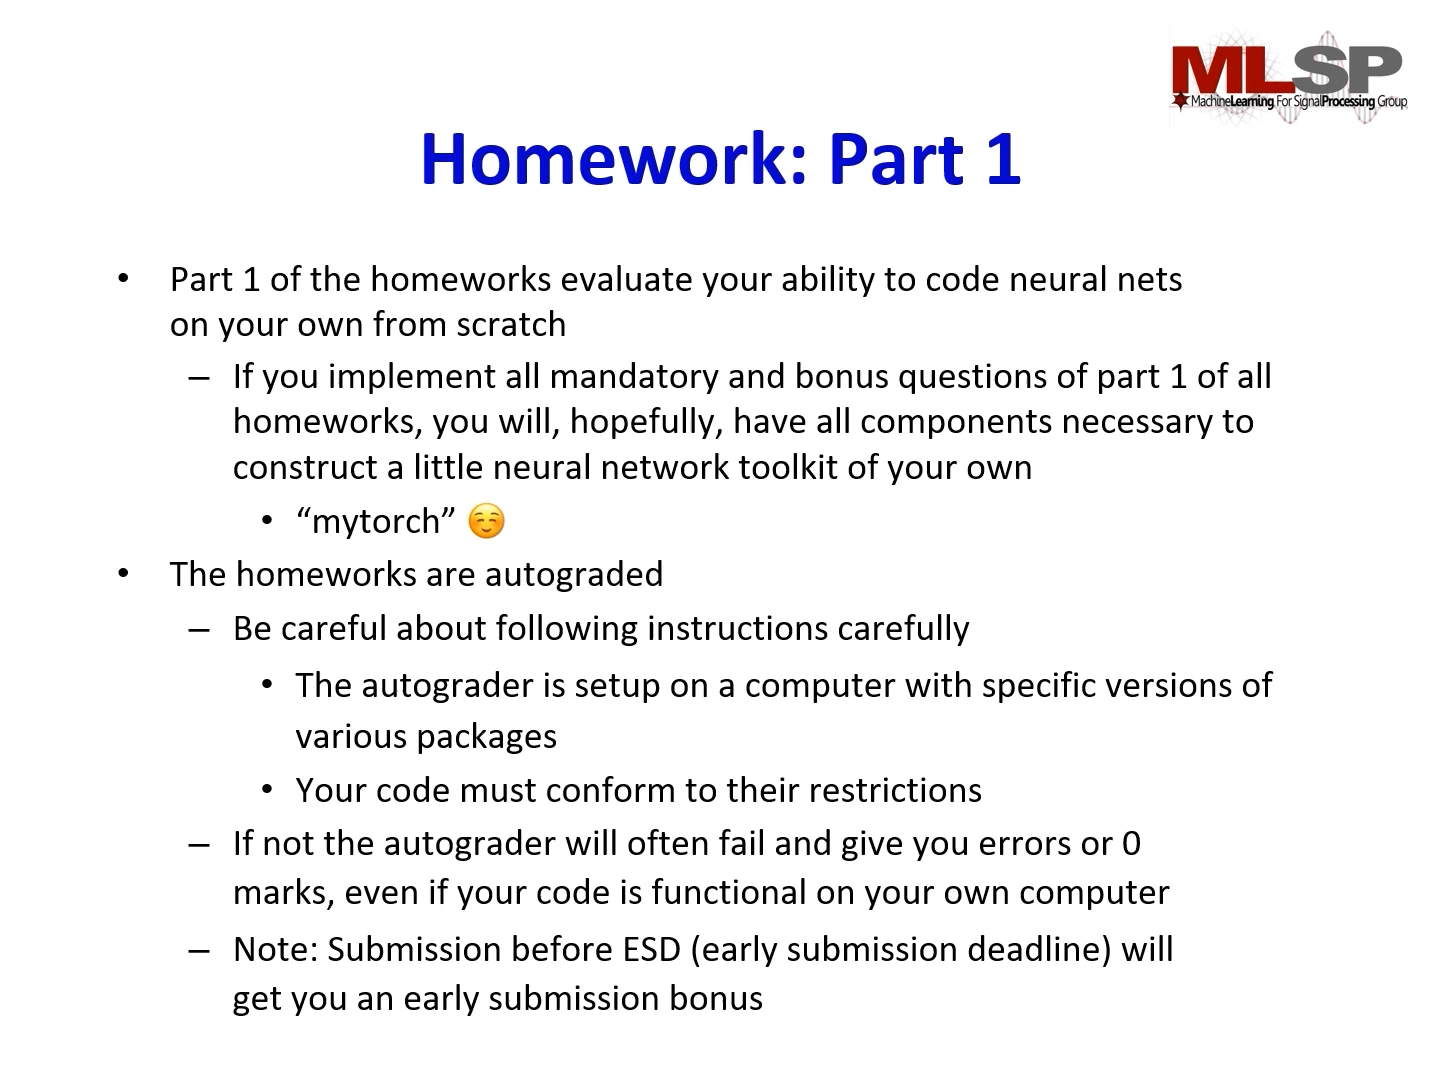 MLSP
MachineLearning For SignalProcessing Group
Homework: Part 1
• Part 1 of the homeworks evaluate your ability to code neural nets
on your own from scratch
– If you implement all mandatory and bonus questions of part 1 of all
homeworks, you will, hopefully, have all components necessary to
construct a little neural network toolkit of your own
• “mytorch” ☺️
• The homeworks are autograded
– Be careful about following instructions carefully
• The autograder is setup on a computer with specific versions of
various packages
• Your code must conform to their restrictions
– If not the autograder will often fail and give you errors or 0
marks, even if your code is functional on your own computer
– Note: Submission before ESD (early submission deadline) will
get you an early submission bonus